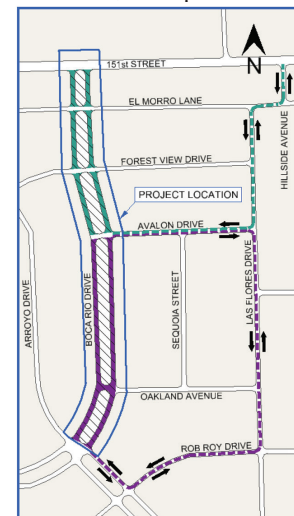 151st STREET
N
EL MORRO LANE
HILLSIDE AVENUE
FOREST VIEW DRIVE
PROJECT LOCATION
AVALON DRIVE
ARROYO DRIVE
BOCA RIO DRIVE
SEQUOIA STREET
LAS FLORES DRIVE
OAKLAND AVENUE
ROB ROY DRIVE